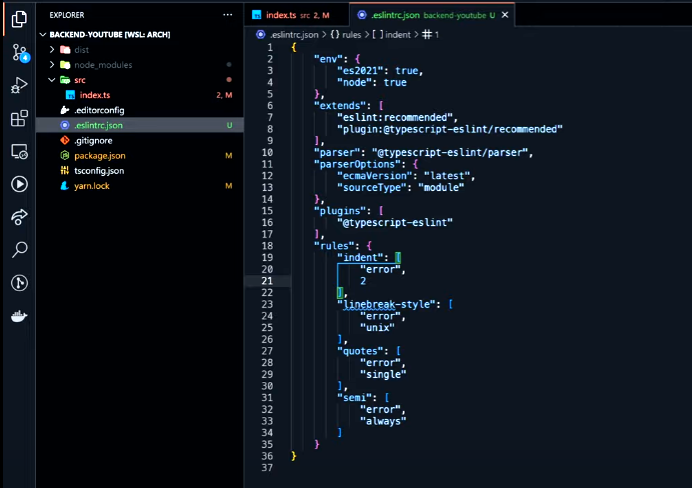 EXPLORER
BACKEND-YOUTUBE [WSL: ARCH]
dist
node_modules
src
index.ts 2, M
.editorconfig
.eslintrc.json U
.gitignore
package.json M
tsconfig.json
yarn.lock M
4
index.ts src 2, M
.eslintrc.json backend-youtube U
.eslintrc.json > {} rules > [ ] indent > # 1
1 {
2 "env": {
3 "es2021": true,
4 "node": true
5 },
6 "extends": [
7 "eslint:recommended",
8 "plugin:@typescript-eslint/recommended"
9 ],
10 "parser": "@typescript-eslint/parser",
11 "parserOptions": {
12 "ecmaVersion": "latest",
13 "sourceType": "module"
14 },
15 "plugins": [
16 "@typescript-eslint"
17 ],
18 "rules": {
19 "indent": [
20 "error",
21 2
22 ],
23 "linebreak-style": [
24 "error",
25 "unix"
26 ],
27 "quotes": [
28 "error",
29 "single"
30 ],
31 "semi": [
32 "error",
33 "always"
34 ]
35 }
36 }
37